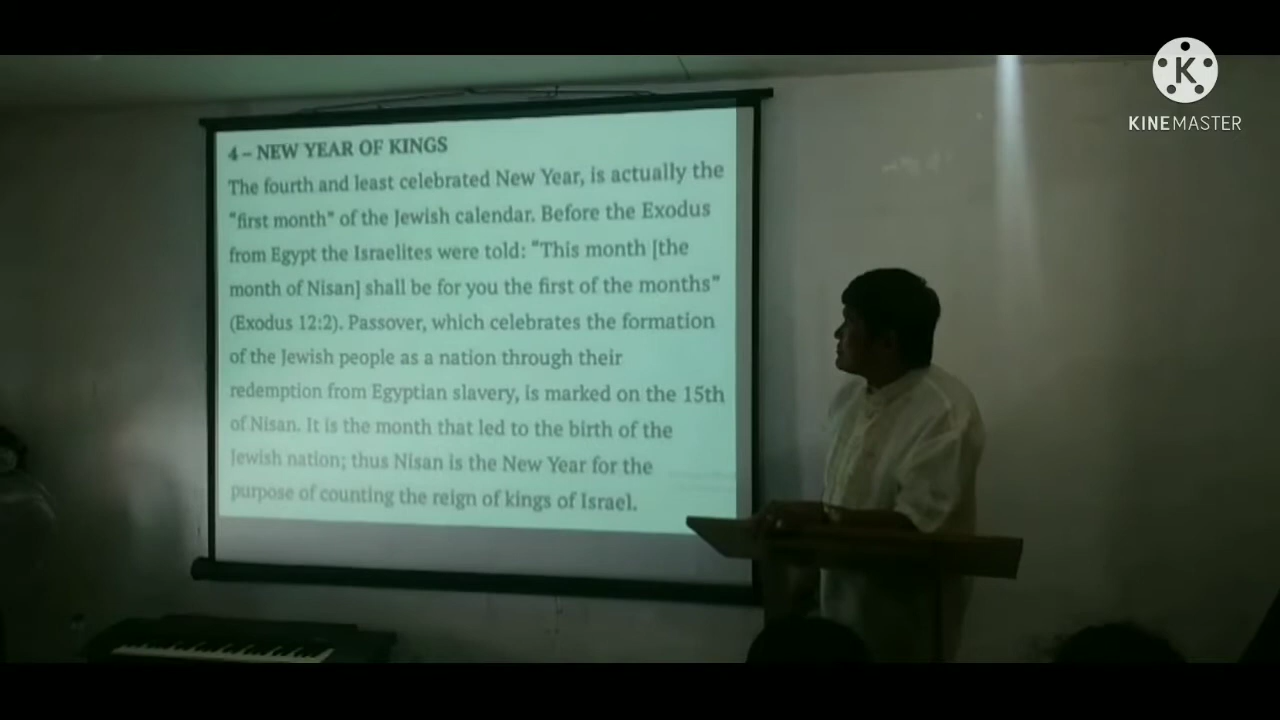 4 – NEW YEAR OF KINGS
The fourth and least celebrated New Year, is actually the
"first month" of the Jewish calendar. Before the Exodus
from Egypt the Israelites were told: "This month [the
month of Nisan] shall be for you the first of the months"
(Exodus 12:2). Passover, which celebrates the formation
of the Jewish people as a nation through their
redemption from Egyptian slavery, is marked on the 15th
of Nisan. It is the month that led to the birth of the
Jewish nation; thus Nisan is the New Year for the
purpose of counting the reign of kings of Israel.
K
KINEMASTER